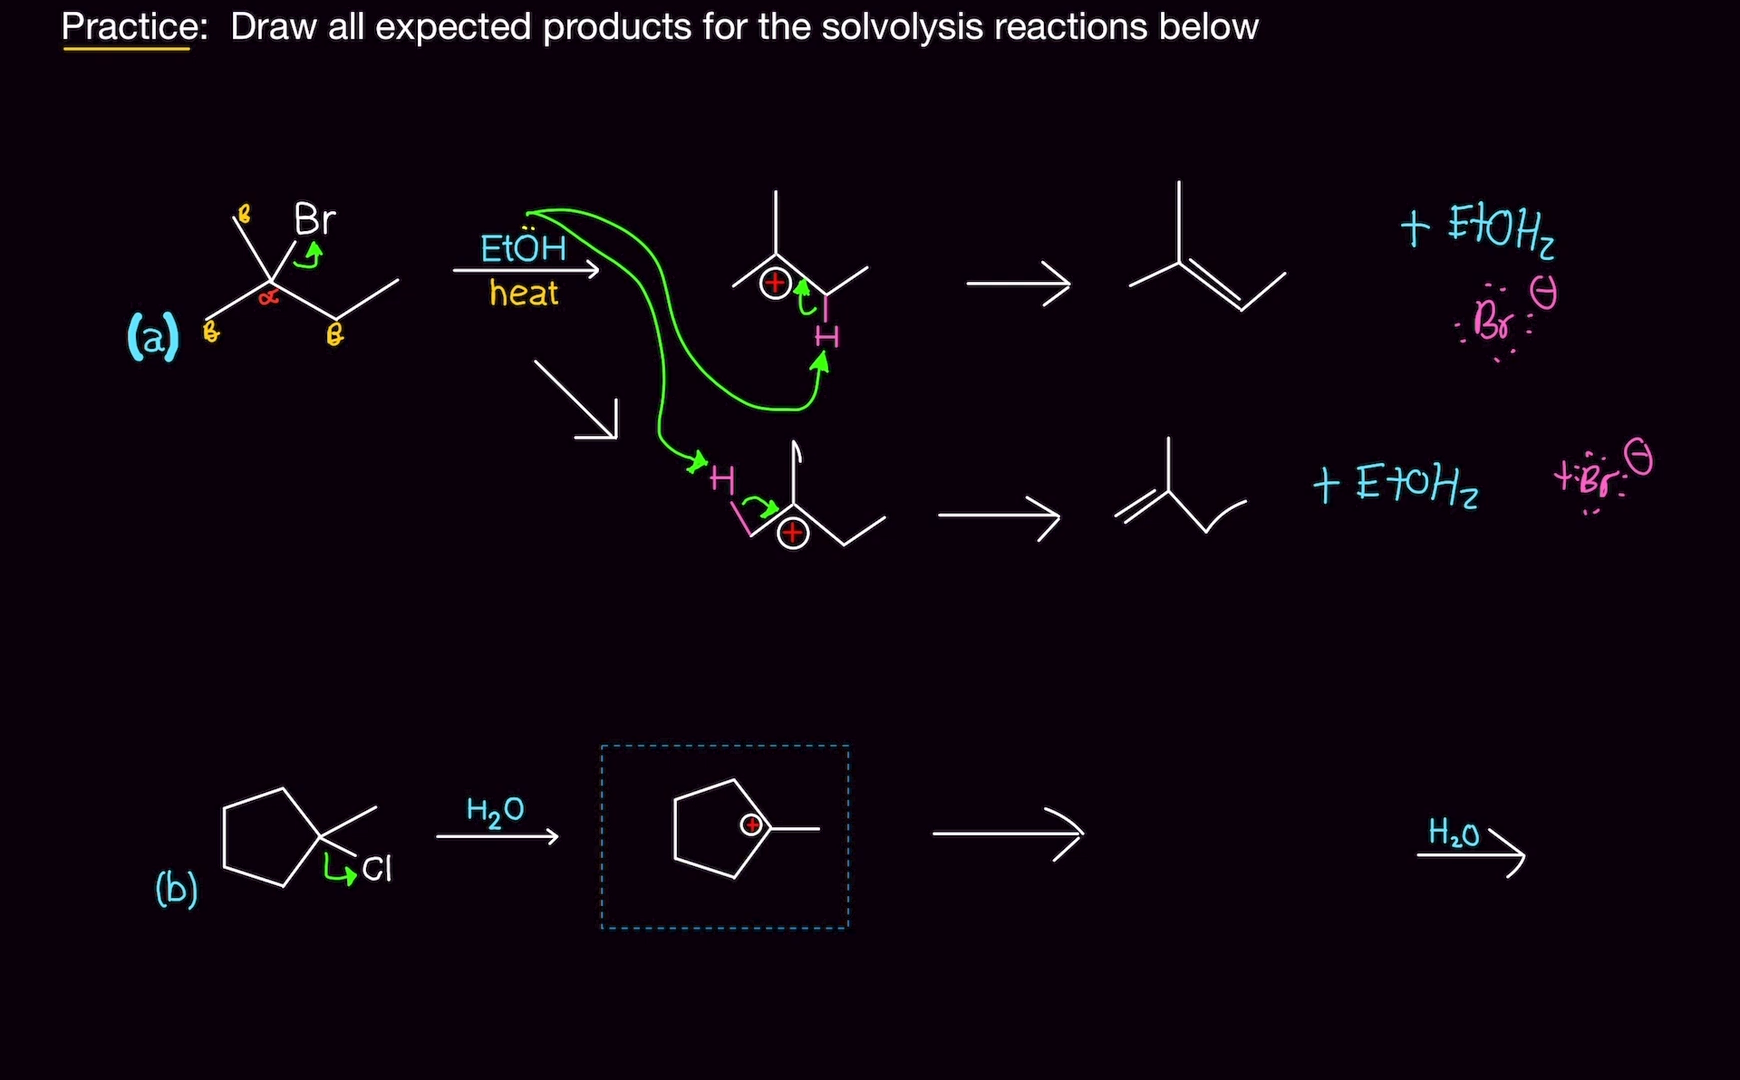 Practice: Draw all expected products for the solvolysis reactions below
(a)
β
Br
α
β
β
EtÖH
heat
+
H
+ EtOH₂
:Br: ⊖
H
+
+ EtOH₂
+ :Br: ⊖
(b)
Cl
H₂O
+
H₂O